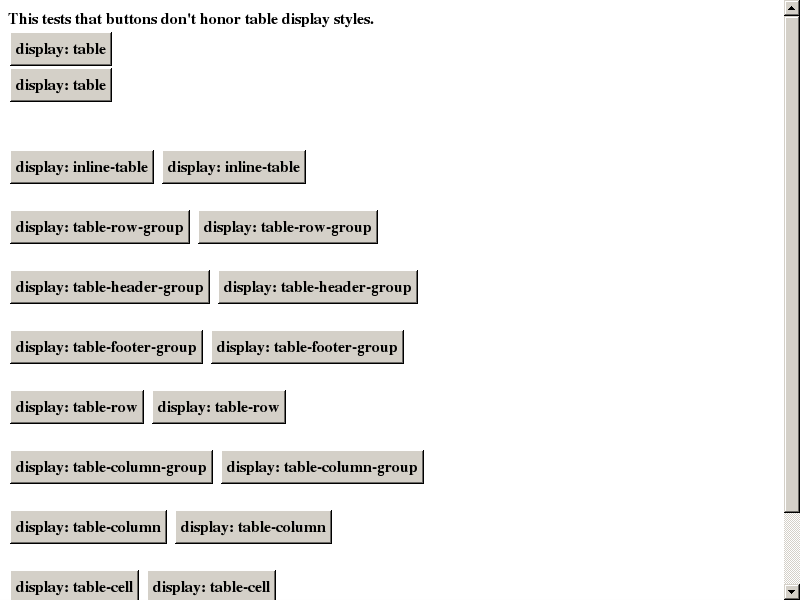 This tests that buttons don't honor table display styles.
display: table
display: table
display: inline-table display: inline-table
display: table-row-group display: table-row-group
display: table-header-group display: table-header-group
display: table-footer-group display: table-footer-group
display: table-row display: table-row
display: table-column-group display: table-column-group
display: table-column display: table-column
display: table-cell display: table-cell